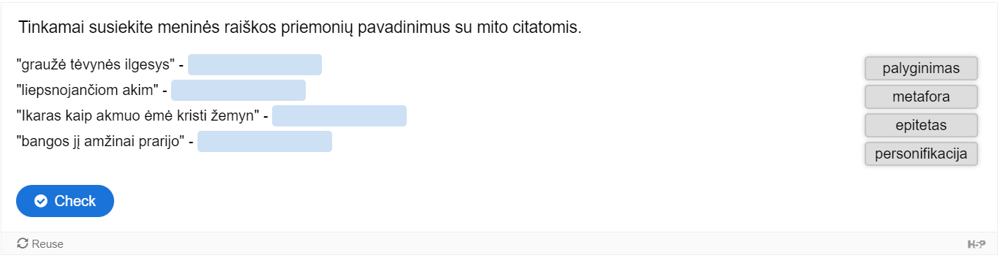 Tinkamai susiekite meninės raiškos priemonių pavadinimus su mito citatomis.
"graužė tėvynės ilgesys" -
"liepsnojančiom akim" -
"Ikaras kaip akmuo ėmė kristi žemyn" -
"bangos jį amžinai prarijo" -
palyginimas
metafora
epitetas
personifikacija
Check
Reuse
H5P